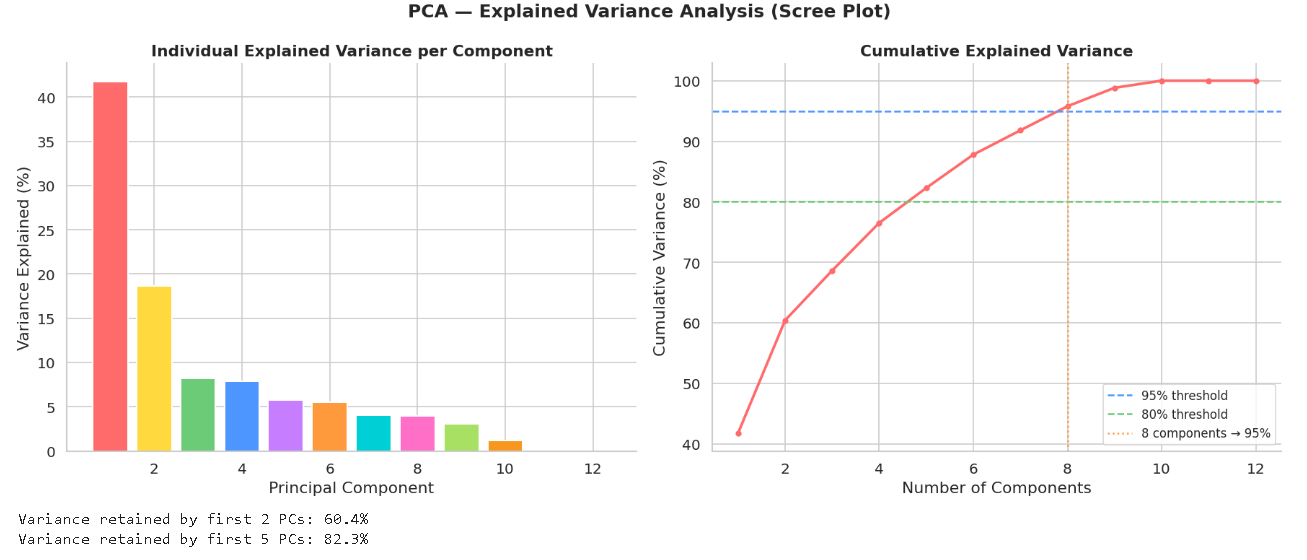 PCA — Explained Variance Analysis (Scree Plot)
Individual Explained Variance per Component
Variance Explained (%)
40
35
30
25
20
15
10
5
0
2
4
6
8
10
12
Principal Component
Cumulative Explained Variance
Cumulative Variance (%)
100
90
80
70
60
50
40
2
4
6
8
10
12
Number of Components
95% threshold
80% threshold
8 components → 95%
Variance retained by first 2 PCs: 60.4%
Variance retained by first 5 PCs: 82.3%